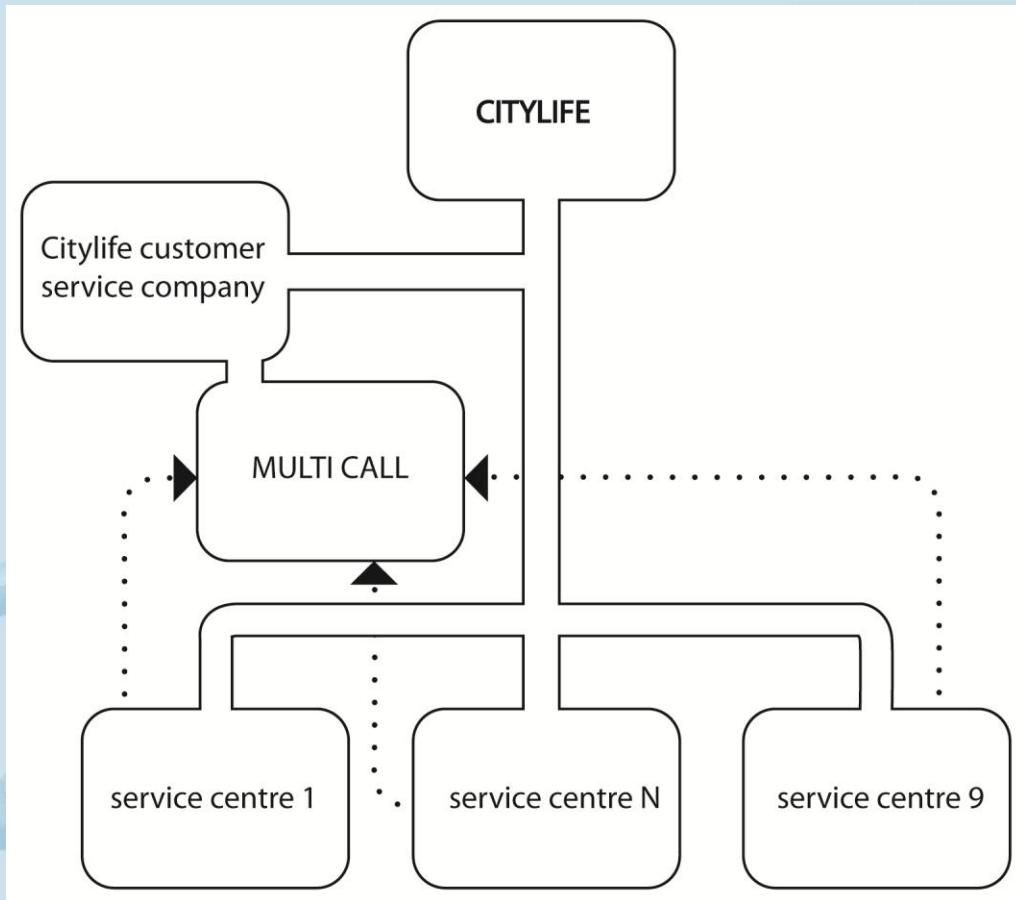 CITYLIFE
Citylife customer
service company
MULTI CALL
service centre 1
service centre N
service centre 9